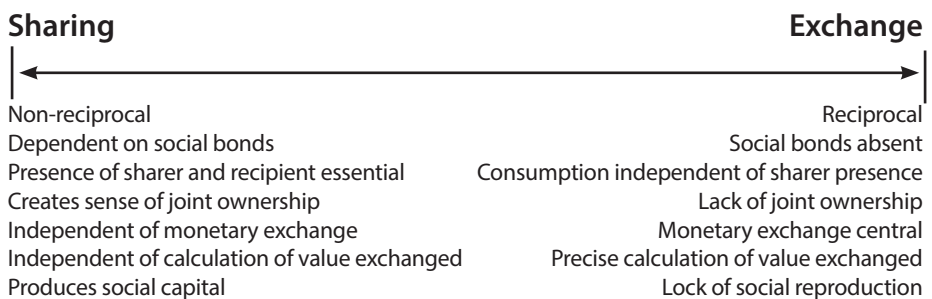 Sharing Exchange
Non-reciprocal Reciprocal
Dependent on social bonds Social bonds absent
Presence of sharer and recipient essential Consumption independent of sharer presence
Creates sense of joint ownership Lack of joint ownership
Independent of monetary exchange Monetary exchange central
Independent of calculation of value exchanged Precise calculation of value exchanged
Produces social capital Lock of social reproduction